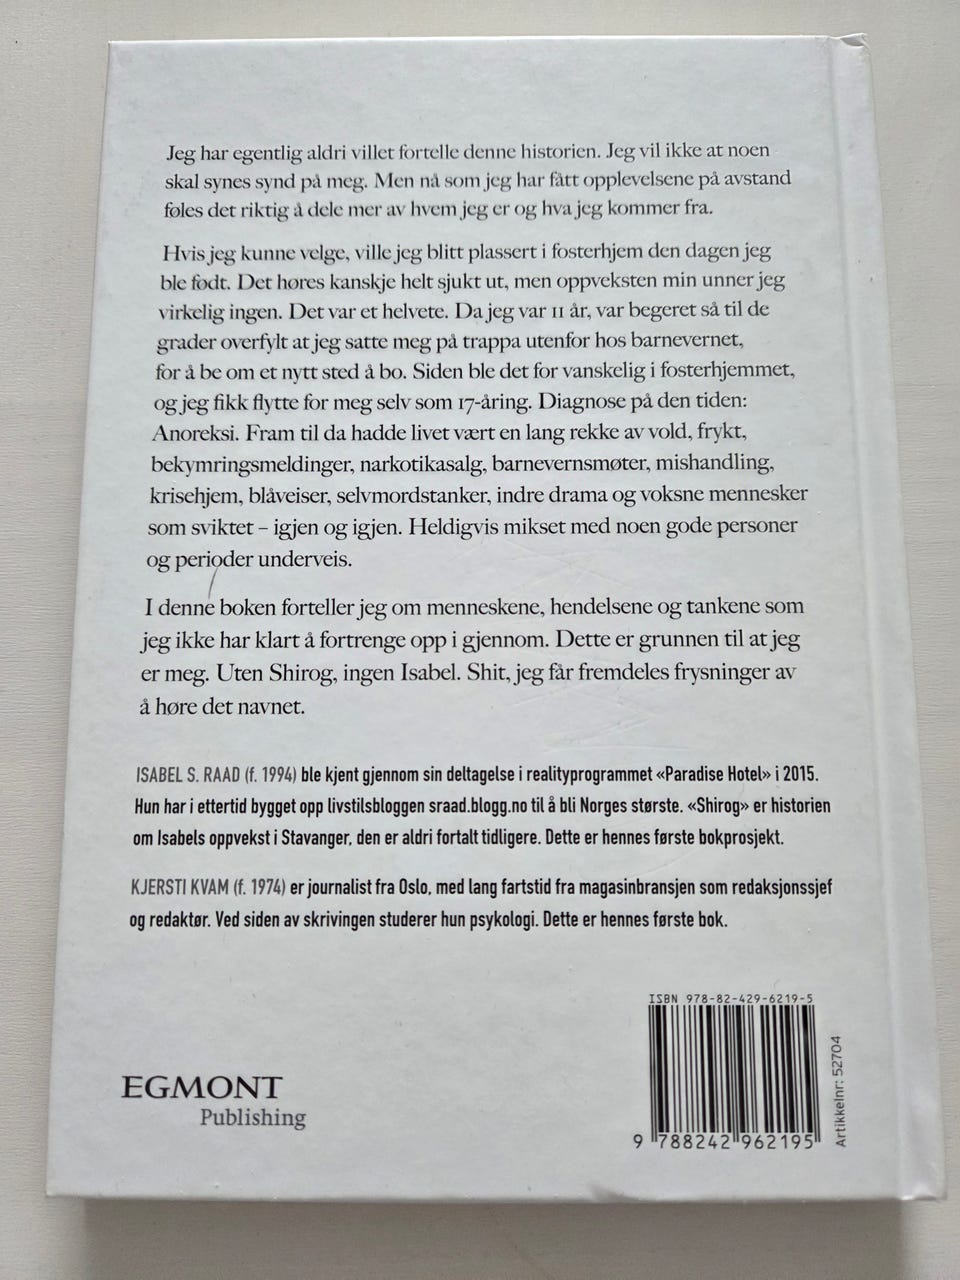 Jeg har egentlig aldri villet fortelle denne historien. Jeg vil ikke at noen
skal synes synd på meg. Men nå som jeg har fått opplevelsene på avstand
føles det riktig å dele mer av hvem jeg er og hva jeg kommer fra.
Hvis jeg kunne velge, ville jeg blitt plassert i fosterhjem den dagen jeg
ble født. Det høres kanskje helt sjukt ut, men oppveksten min unner jeg
virkelig ingen. Det var et helvete. Da jeg var 11 år, var begeret så til de
grader overfylt at jeg satte meg på trappa utenfor hos barnevernet,
for å be om et nytt sted å bo. Siden ble det for vanskelig i fosterhjemmet,
og jeg fikk flytte for meg selv som 17-åring. Diagnose på den tiden:
Anoreksi. Fram til da hadde livet vært en lang rekke av vold, frykt,
bekymringsmeldinger, narkotikasalg, barnevernsmøter, mishandling,
krisehjem, blåveiser, selvmordstanker, indre drama og voksne mennesker
som sviktet – igjen og igjen. Heldigvis mikset med noen gode personer
og perioder underveis.
I denne boken forteller jeg om menneskene, hendelsene og tankene som
jeg ikke har klart å fortrenge opp i gjennom. Dette er grunnen til at jeg
er meg. Uten Shirog, ingen Isabel. Shit, jeg får fremdeles frysninger av
å høre det navnet.
ISABEL S. RAAD (f. 1994) ble kjent gjennom sin deltagelse i realityprogrammet «Paradise Hotel» i 2015.
Hun har i ettertid bygget opp livstilsbloggen sraad.blogg.no til å bli Norges største. «Shirog» er historien
om Isabels oppvekst i Stavanger, den er aldri fortalt tidligere. Dette er hennes første bokprosjekt.
KJERSTI KVAM (f. 1974) er journalist fra Oslo, med lang fartstid fra magasinbransjen som redaksjonssjef
og redaktør. Ved siden av skrivingen studerer hun psykologi. Dette er hennes første bok.
EGMONT
Publishing
ISBN 978-82-429-6219-5
9 788242 962195
Artikkelnr: 52704